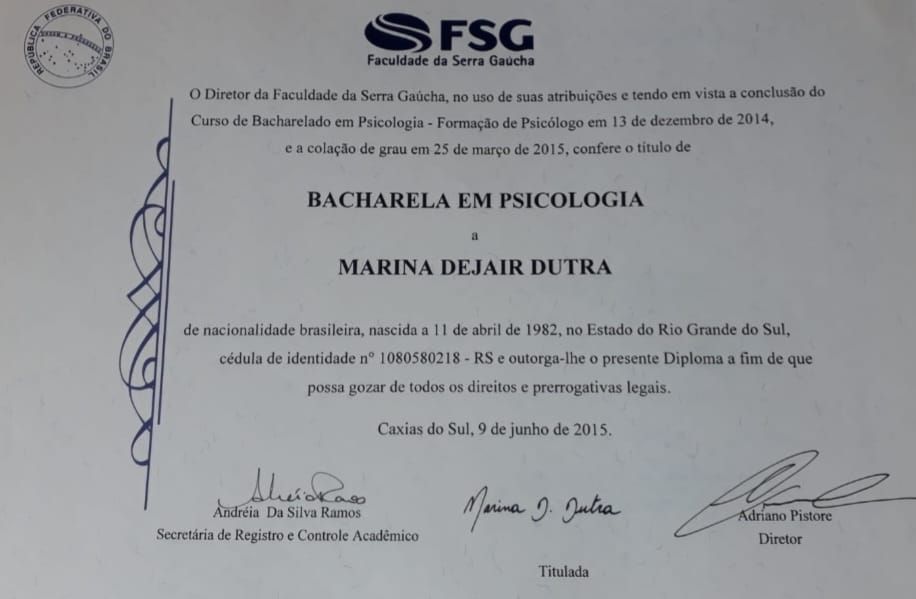 REPÚBLICA FEDERATIVA DO BRASIL
FSG
Faculdade da Serra Gaúcha
O Diretor da Faculdade da Serra Gaúcha, no uso de suas atribuições e tendo em vista a conclusão do
Curso de Bacharelado em Psicologia - Formação de Psicólogo em 13 de dezembro de 2014,
e a colação de grau em 25 de março de 2015, confere o título de
BACHARELA EM PSICOLOGIA
a
MARINA DEJAIR DUTRA
de nacionalidade brasileira, nascida a 11 de abril de 1982, no Estado do Rio Grande do Sul,
cédula de identidade nº 1080580218 - RS e outorga-lhe o presente Diploma a fim de que
possa gozar de todos os direitos e prerrogativas legais.
Caxias do Sul, 9 de junho de 2015.
Marina D. Dutra
Andréia Da Silva Ramos
Adriano Pistore
Secretária de Registro e Controle Acadêmico
Diretor
Titulada